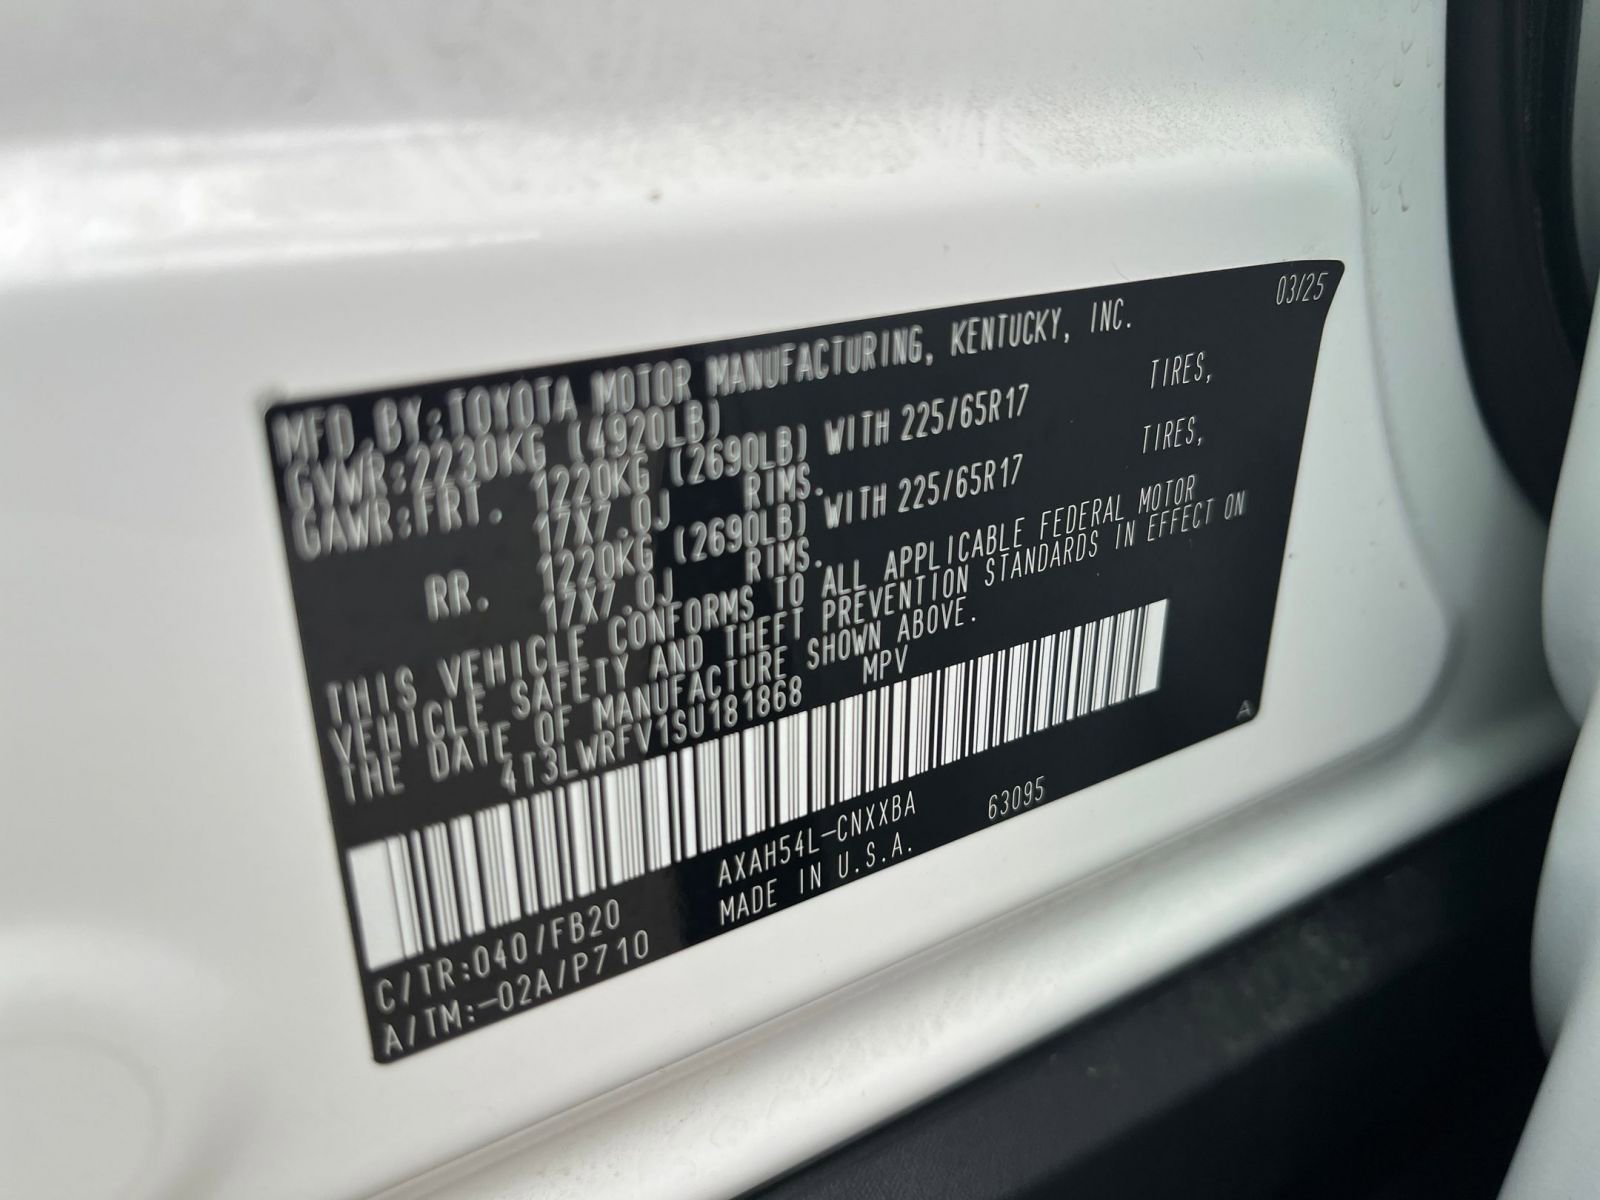 03/25
MFD.BY:TOYOTA MOTOR MANUFACTURING, KENTUCKY, INC.
GVWR:2230KG (4920LB)
GAWR:FRT. 1220KG (2690LB) WITH 225/65R17 TIRES,
17X7.0J RIMS.
RR. 1220KG (2690LB) WITH 225/65R17 TIRES,
17X7.0J RIMS.
THIS VEHICLE CONFORMS TO ALL APPLICABLE FEDERAL MOTOR
VEHICLE SAFETY AND THEFT PREVENTION STANDARDS IN EFFECT ON
THE DATE OF MANUFACTURE SHOWN ABOVE.
4T3LWRFV1SU181868 MPV
A
AXAH54L-CNXXBA 63095
C/TR:040/FB20 MADE IN U.S.A.
A/TM:-02A/P710